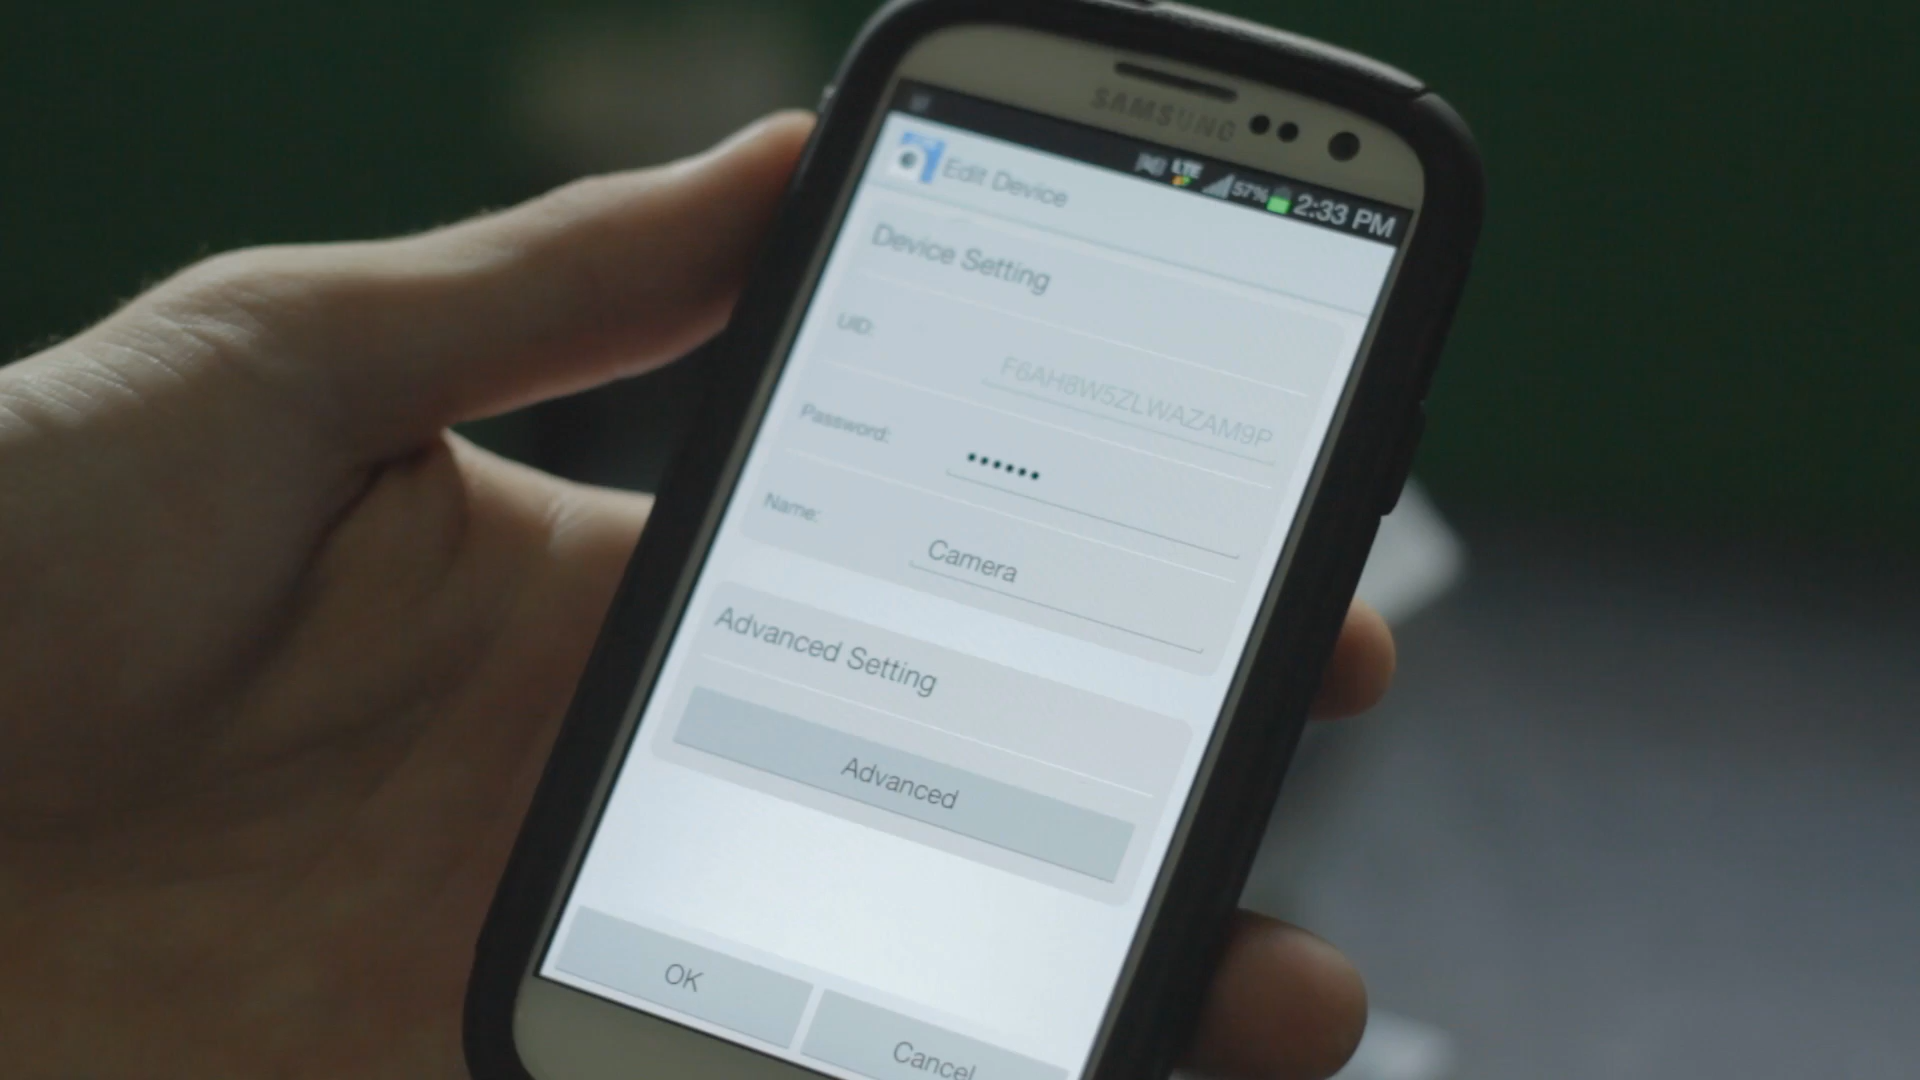 SAMSUNG
LTE 57% 2:33 PM
Edit Device
Device Setting
UID:
F6AH8W5ZLWAZAM9P
Password:
••••••
Name:
Camera
Advanced Setting
Advanced
OK
Cancel